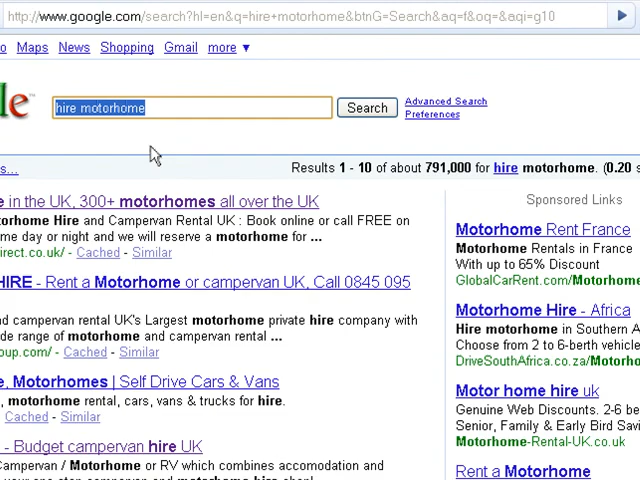 http://www.google.com/search?hl=en&q=hire+motorhome&btnG=Search&aq=f&oq=&aqi=g10
Maps News Shopping Gmail more ▼
hire motorhome Search Advanced Search
Preferences
Results 1 - 10 of about 791,000 for hire motorhome. (0.20
e in the UK, 300+ motorhomes all over the UK
otorhome Hire and Campervan Rental UK : Book online or call FREE on
me day or night and we will reserve a motorhome for ...
irect.co.uk/ - Cached - Similar
HIRE - Rent a Motorhome or campervan UK, Call 0845 095
nd campervan rental UK's Largest motorhome private hire company with
de range of motorhome and campervan rental ...
oup.com/ - Cached - Similar
e, Motorhomes | Self Drive Cars & Vans
, motorhome rental, cars, vans & trucks for hire.
Cached - Similar
- Budget campervan hire UK
Campervan / Motorhome or RV which combines accomodation and
Sponsored Links
Motorhome Rent France
Motorhome Rentals in France
With up to 65% Discount
GlobalCarRent.com/Motorhome
Motorhome Hire - Africa
Hire motorhome in Southern A
Choose from 2 to 6-berth vehicle
DriveSouthAfrica.co.za/Motorho
Motor home hire uk
Genuine Web Discounts. 2-6 be
Senior, Family & Early Bird Sav
Motorhome-Rental-UK.co.uk
Rent a Motorhome